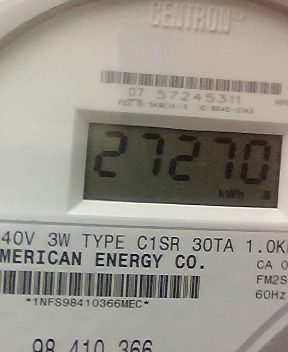 CENTRON®
07 57245311
27270
kWh
40V 3W TYPE C1SR 30TA 1.0K
MERICAN ENERGY CO.
CA 0
FM2S
60Hz
*1NFS98410366MEC*
98 410 366